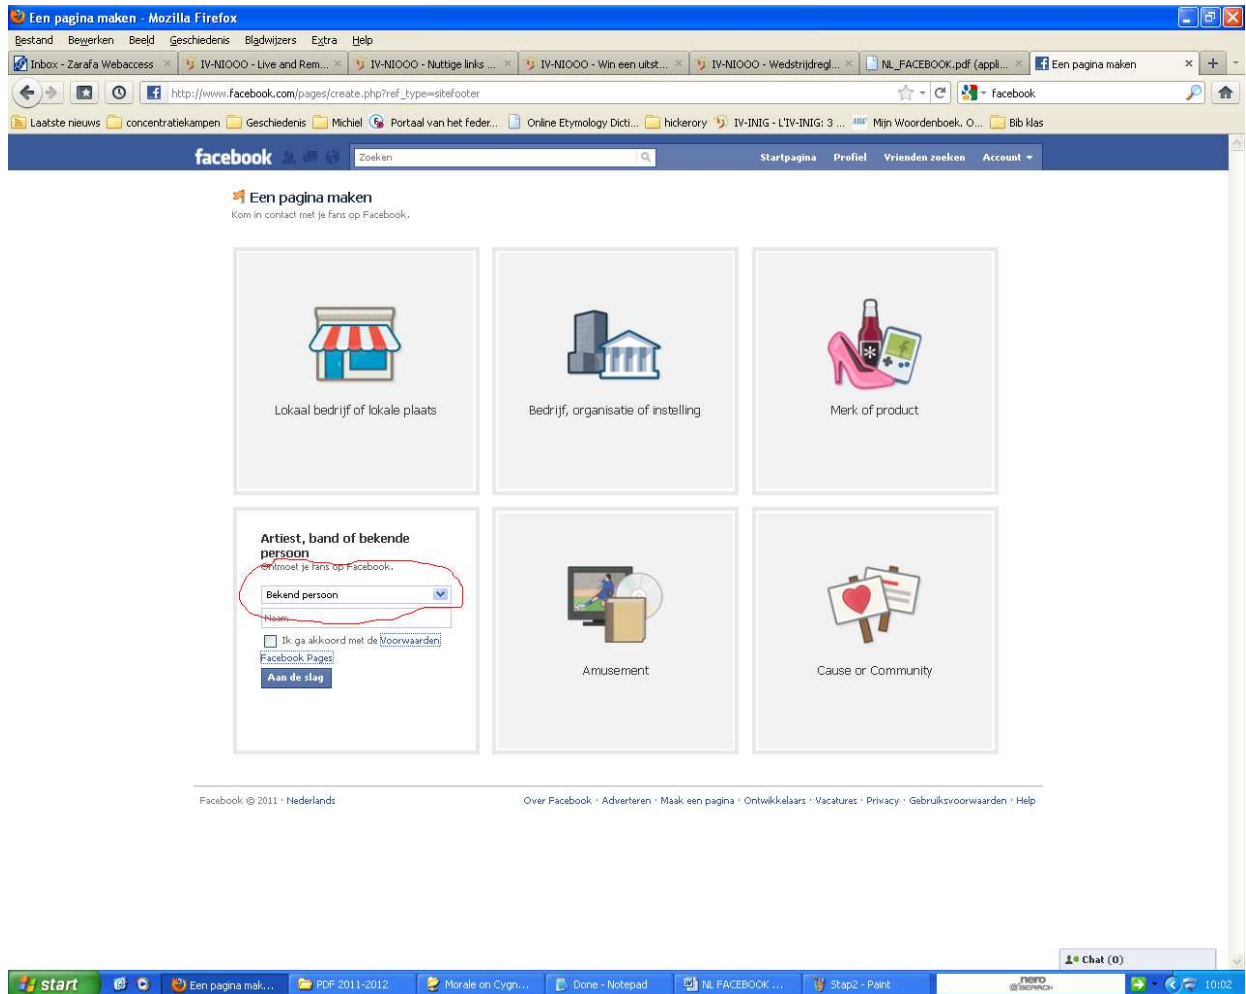 Een pagina maken - Mozilla Firefox
Bestand Bewerken Beeld Geschiedenis Bladwijzers Extra Help
Inbox - Zarafa Webaccess IV-NIOOO - Live and Rem... IV-NIOOO - Nuttige links ... IV-NIOOO - Win een uitst... IV-NIOOO - Wedstrijdregl... NL_FACEBOOK.pdf (appli... Een pagina maken
http://www.facebook.com/pages/create.php?ref_type=sitefooter facebook
Laatste nieuws concentratiekampen Geschiedenis Michiel Portaal van het feder... Online Etymology Dicti... hickerory IV-INIG - L'IV-INIG: 3 ... Mijn Woordenboek. O... Bib klas
facebook Zoeken Startpagina Profiel Vrienden zoeken Account
Een pagina maken
Kom in contact met je fans op Facebook.
Lokaal bedrijf of lokale plaats
Bedrijf, organisatie of instelling
Merk of product
Artiest, band of bekende
persoon
Ontmoet je fans op Facebook.
Bekend persoon
Naam
Ik ga akkoord met de Voorwaarden
Facebook Pages
Aan de slag
Amusement
Cause or Community
Facebook © 2011 · Nederlands
Over Facebook · Adverteren · Maak een pagina · Ontwikkelaars · Vacatures · Privacy · Gebruiksvoorwaarden · Help
Chat (0)
start Een pagina mak... PDF 2011-2012 Morale on Cygn... Done - Notepad NL FACEBOOK ... Stap2 - Paint nero SEARCH 10:02